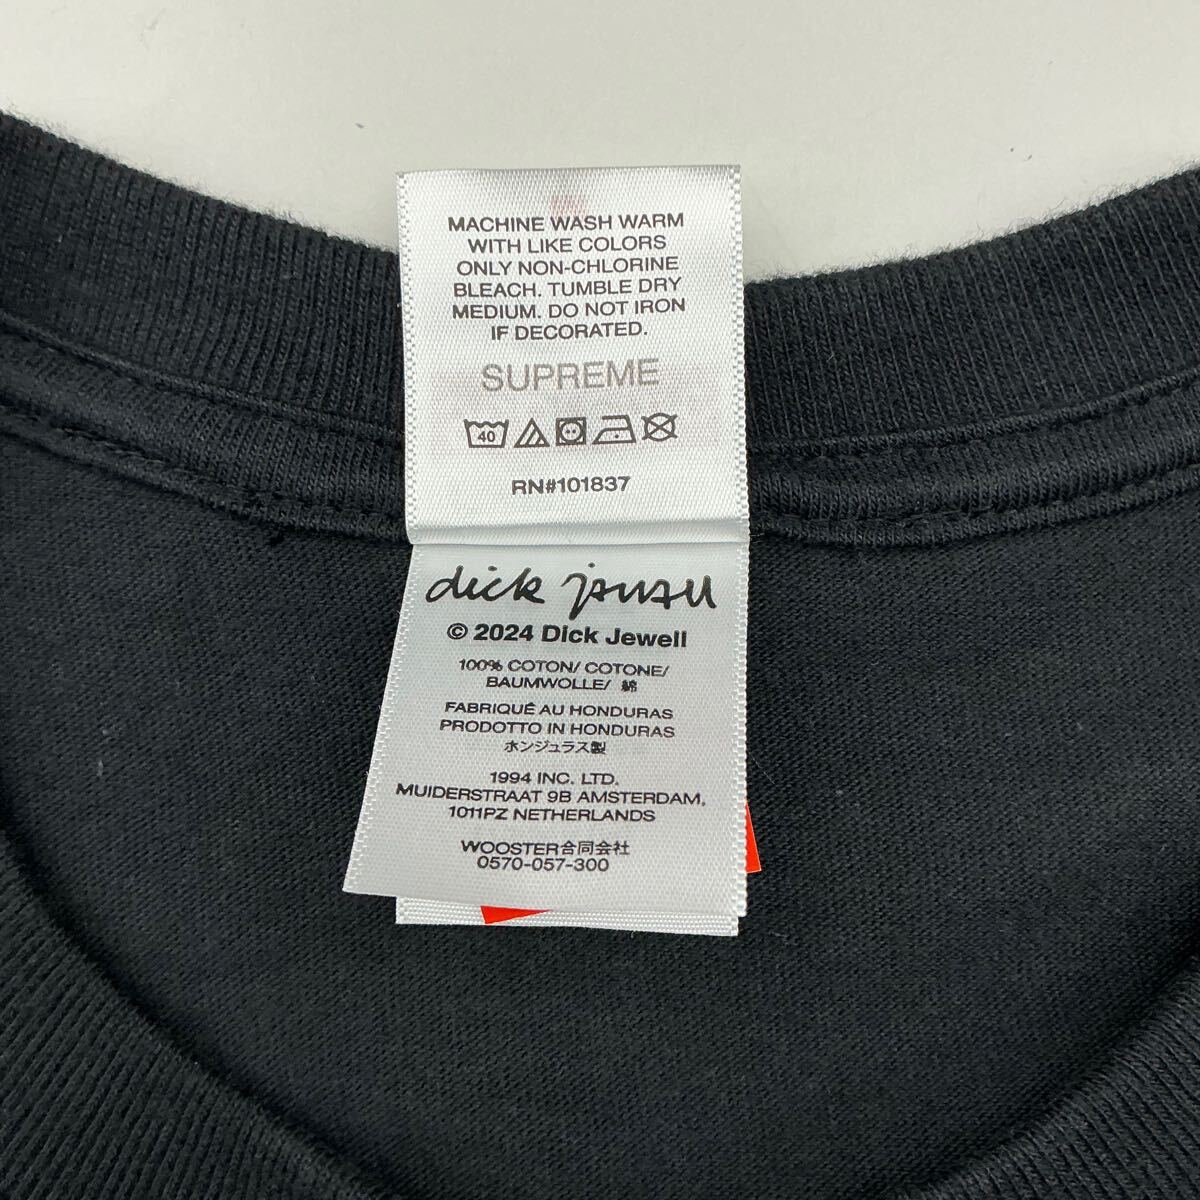 MACHINE WASH WARM
WITH LIKE COLORS
ONLY NON-CHLORINE
BLEACH. TUMBLE DRY
MEDIUM. DO NOT IRON
IF DECORATED.
SUPREME
40
RN#101837
dick jewell
© 2024 Dick Jewell
100% COTON/ COTONE/
BAUMWOLLE/ 綿
FABRIQUÉ AU HONDURAS
PRODOTTO IN HONDURAS
ホンジュラス製
1994 INC. LTD.
MUIDERSTRAAT 9B AMSTERDAM,
1011PZ NETHERLANDS
WOOSTER合同会社
0570-057-300